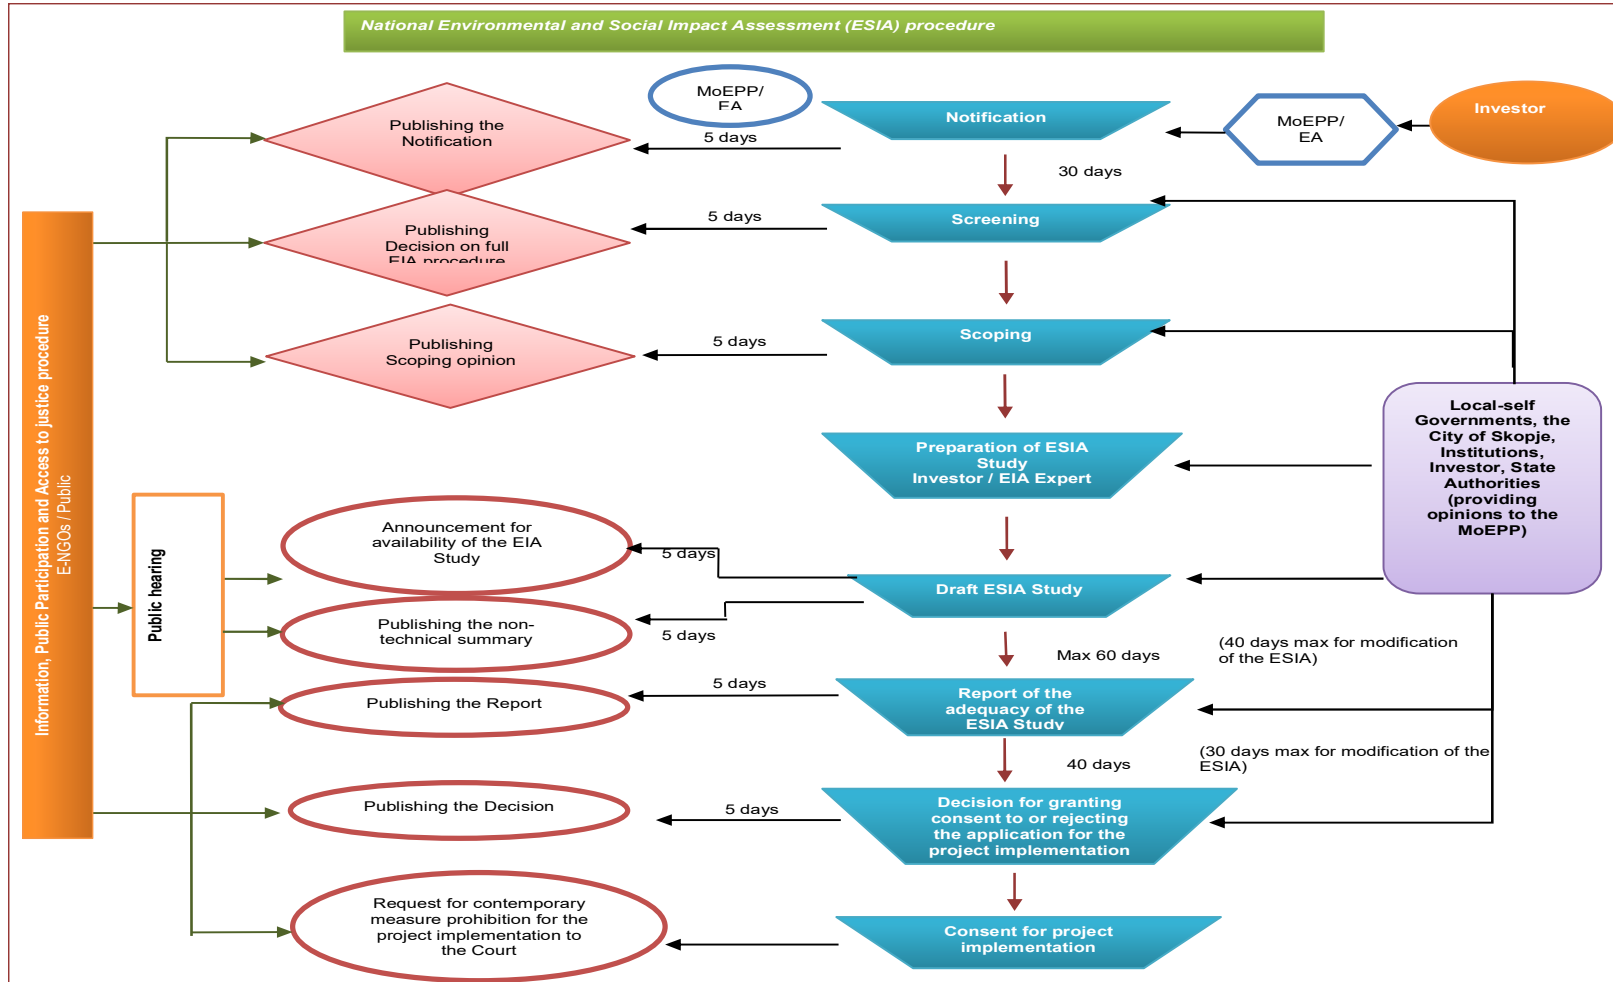 National Environmental and Social Impact Assessment (ESIA) procedure
MoEPP/
EA
Notification
MoEPP/
EA
Investor
Publishing the
Notification
5 days
30 days
Screening
5 days
Publishing
Decision on full
EIA procedure
Scoping
5 days
Publishing
Scoping opinion
Information, Public Participation and Access to justice procedure
E-NGOs / Public
Local-self
Governments, the
City of Skopje,
Institutions,
Investor, State
Authorities
(providing
opinions to the
MoEPP)
Preparation of ESIA
Study
Investor / EIA Expert
Public hearing
Announcement for
availability of the EIA
Study
5 days
Draft ESIA Study
Publishing the non-
technical summary
5 days
Max 60 days
(40 days max for modification
of the ESIA)
Publishing the Report
5 days
Report of the
adequacy of the
ESIA Study
40 days
(30 days max for modification of the
ESIA)
Publishing the Decision
5 days
Decision for granting
consent to or rejecting
the application for the
project implementation
Request for contemporary
measure prohibition for the
project implementation to
the Court
Consent for project
implementation